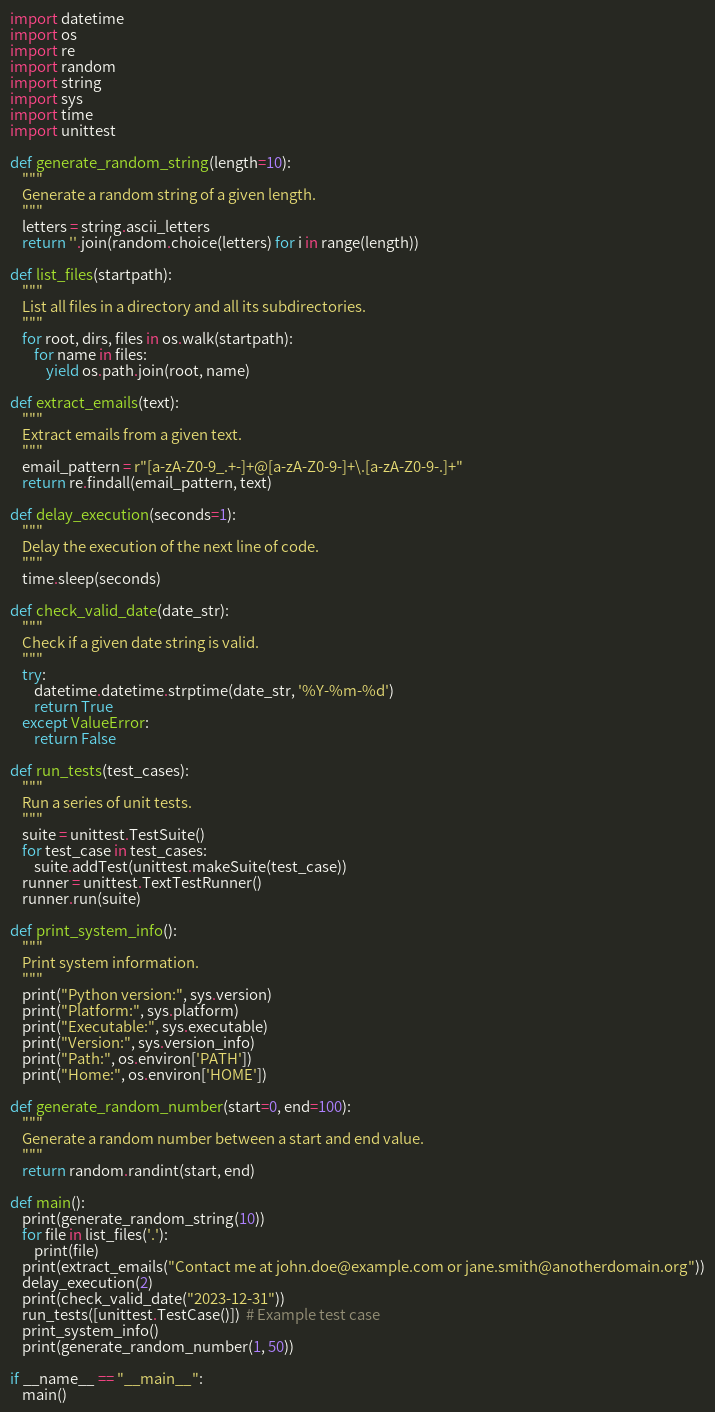 import datetime
import os
import re
import random
import string
import sys
import time
import unittest

def generate_random_string(length=10):
    """
    Generate a random string of a given length.
    """
    letters = string.ascii_letters
    return ''.join(random.choice(letters) for i in range(length))

def list_files(startpath):
    """
    List all files in a directory and all its subdirectories.
    """
    for root, dirs, files in os.walk(startpath):
        for name in files:
            yield os.path.join(root, name)

def extract_emails(text):
    """
    Extract emails from a given text.
    """
    email_pattern = r"[a-zA-Z0-9_.+-]+@[a-zA-Z0-9-]+\.[a-zA-Z0-9-.]+"
    return re.findall(email_pattern, text)

def delay_execution(seconds=1):
    """
    Delay the execution of the next line of code.
    """
    time.sleep(seconds)

def check_valid_date(date_str):
    """
    Check if a given date string is valid.
    """
    try:
        datetime.datetime.strptime(date_str, '%Y-%m-%d')
        return True
    except ValueError:
        return False

def run_tests(test_cases):
    """
    Run a series of unit tests.
    """
    suite = unittest.TestSuite()
    for test_case in test_cases:
        suite.addTest(unittest.makeSuite(test_case))
    runner = unittest.TextTestRunner()
    runner.run(suite)

def print_system_info():
    """
    Print system information.
    """
    print("Python version:", sys.version)
    print("Platform:", sys.platform)
    print("Executable:", sys.executable)
    print("Version:", sys.version_info)
    print("Path:", os.environ['PATH'])
    print("Home:", os.environ['HOME'])

def generate_random_number(start=0, end=100):
    """
    Generate a random number between a start and end value.
    """
    return random.randint(start, end)

def main():
    print(generate_random_string(10))
    for file in list_files('.'):
        print(file)
    print(extract_emails("Contact me at john.doe@example.com or jane.smith@anotherdomain.org"))
    delay_execution(2)
    print(check_valid_date("2023-12-31"))
    run_tests([unittest.TestCase()])  # Example test case
    print_system_info()
    print(generate_random_number(1, 50))

if __name__ == "__main__":
    main()